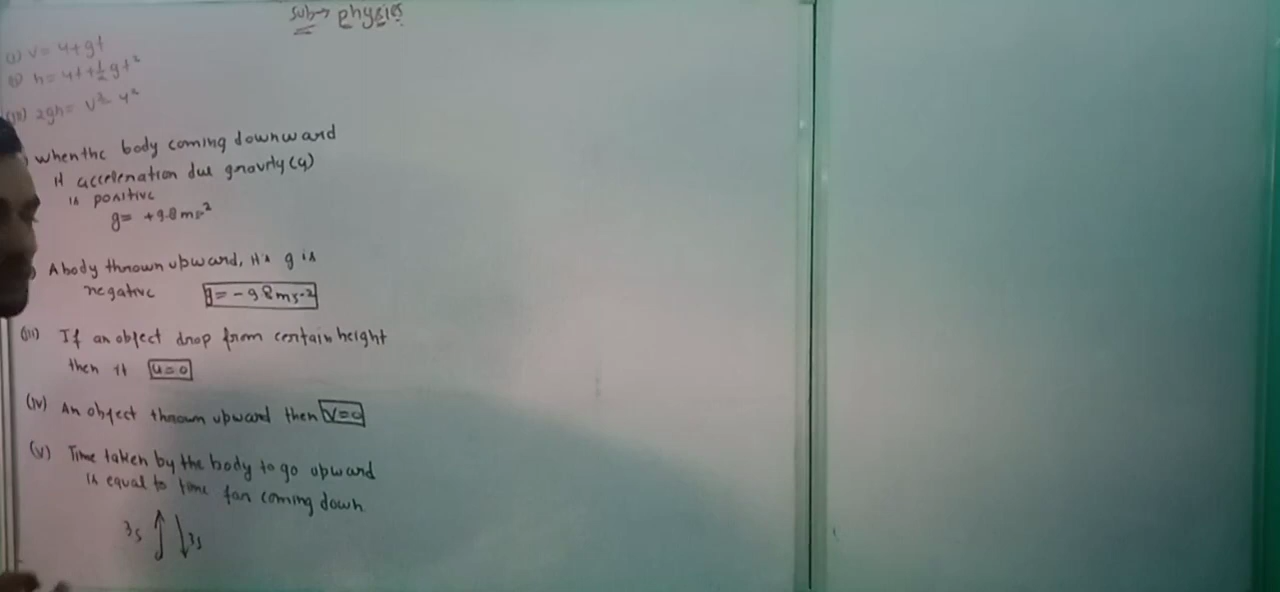 Sub→ Physics
(i) v= u+gt
(ii) h= ut+½gt²
(iii) 2gh= v²- u²
) when the body coming downward
it acceleration due gravity (g)
is positive
g= +9.8 ms⁻²
) A body thrown upward, it's g is
negative g= -9.8 ms-2
(iii) If an object drop from certain height
then it u=0
(iv) An object thrown upward then V=0
(v) Time taken by the body to go upward
is equal to time for coming down.
3s 3s